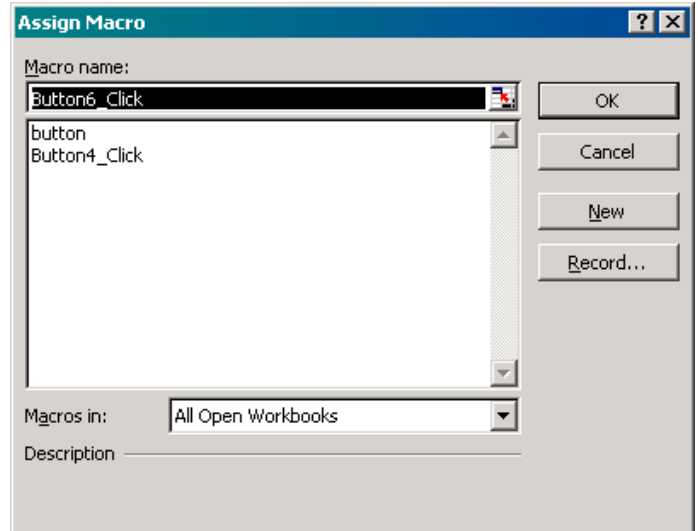 Assign Macro
Macro name:
Button6_Click
OK
button
Button4_Click
Cancel
New
Record...
Macros in: All Open Workbooks
Description